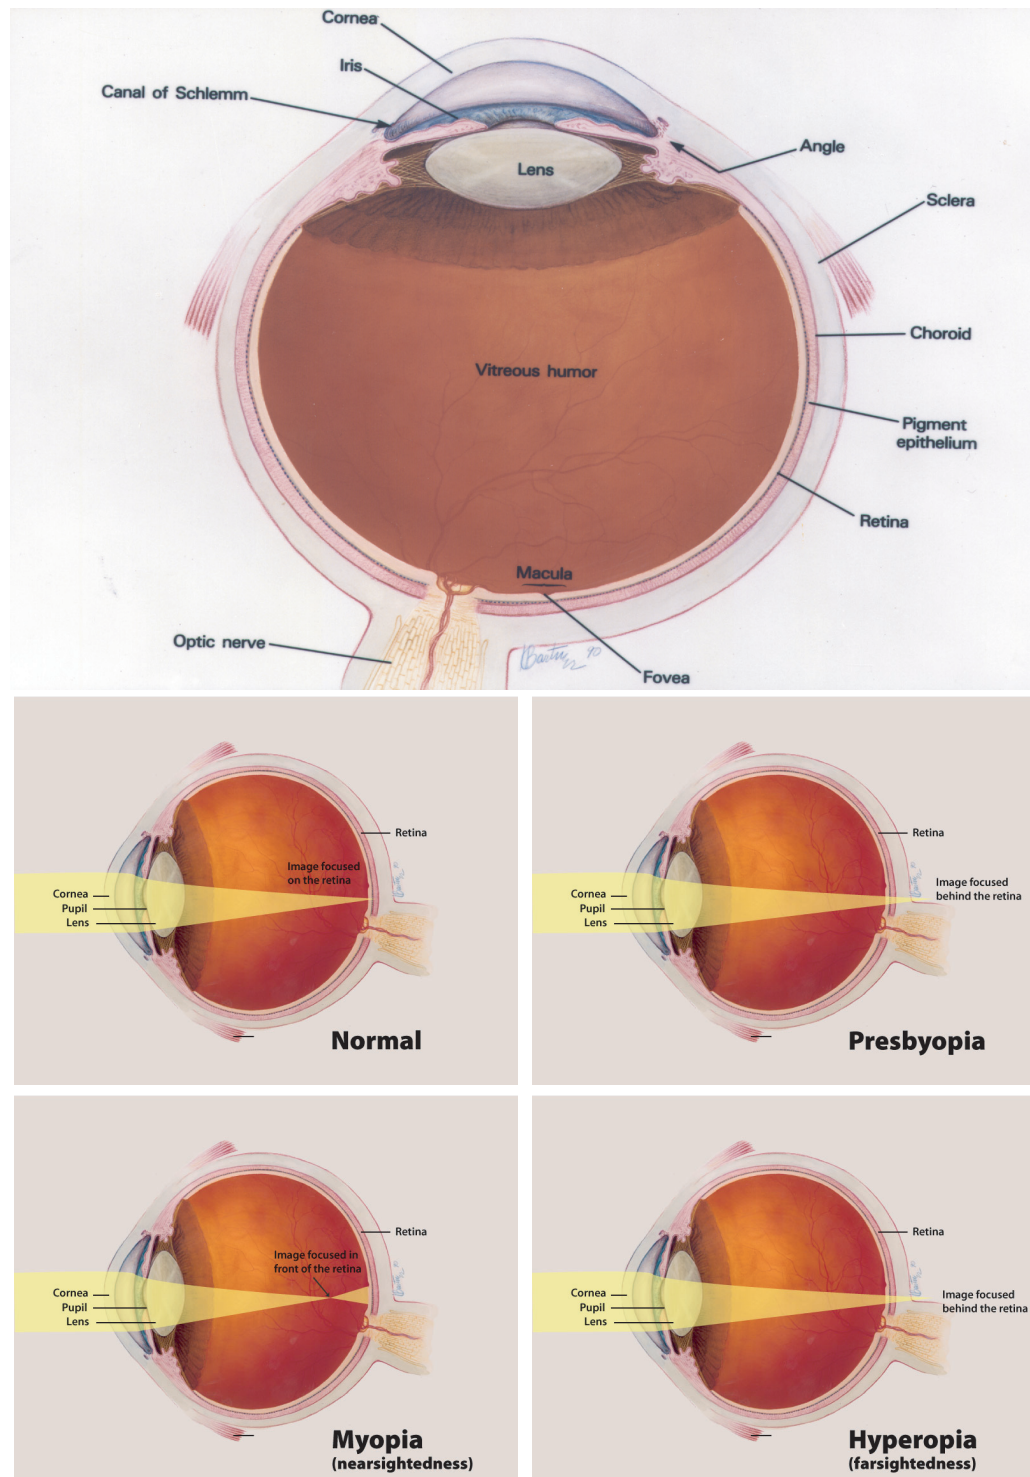 Cornea
Iris
Canal of Schlemm
Angle
Lens
Sclera
Choroid
Vitreous humor
Pigment
epithelium
Retina
Macula
Optic nerve
Fovea
Retina
Image focused
on the retina
Cornea
Pupil
Lens
Normal
Retina
Image focused
behind the retina
Cornea
Pupil
Lens
Presbyopia
Retina
Image focused in
front of the retina
Cornea
Pupil
Lens
Myopia
(nearsightedness)
Retina
Image focused
behind the retina
Cornea
Pupil
Lens
Hyperopia
(farsightedness)